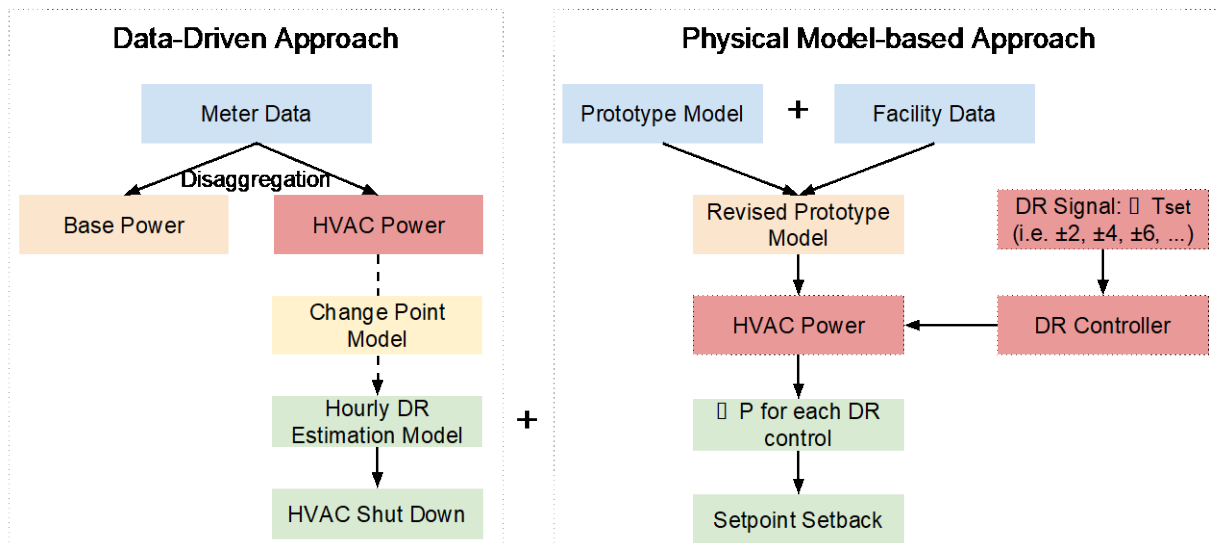 Data-Driven Approach
Meter Data
Disaggregation
Base Power
HVAC Power
Change Point
Model
Hourly DR
Estimation Model
HVAC Shut Down
+
Physical Model-based Approach
Prototype Model
+
Facility Data
Revised Prototype
Model
DR Signal: ▯ Tset
(i.e. ±2, ±4, ±6, ...)
HVAC Power
DR Controller
▯ P for each DR
control
Setpoint Setback